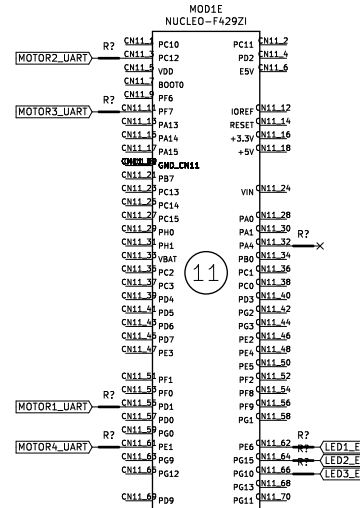 MOD1E
NUCLEO-F429ZI
CN11_1 PC10 PC11 CN11_2
R?
MOTOR2_UART CN11_3 PC12 PD2 CN11_4
CN11_5 VDD E5V CN11_6
CN11_7 BOOT0
CN11_9 PF6
R?
MOTOR3_UART CN11_11 PF7 IOREF CN11_12
CN11_13 PA13 RESET CN11_14
CN11_15 PA14 +3.3V CN11_16
CN11_17 PA15 +5V CN11_18
GND_CN11
CN11_21 PB7
CN11_23 PC13 VIN CN11_24
CN11_25 PC14
CN11_27 PC15 PA0 CN11_28
CN11_29 PH0 PA1 CN11_30
R?
CN11_31 PH1 PA4 CN11_32
CN11_33 VBAT PB0 CN11_34
CN11_35 PC2 11 PC1 CN11_36
CN11_37 PC3 PC0 CN11_38
CN11_39 PD4 PD3 CN11_40
CN11_41 PD5 PG2 CN11_42
CN11_43 PD6 PG3 CN11_44
CN11_45 PD7 PE2 CN11_46
CN11_47 PE3 PE4 CN11_48
PE5 CN11_50
CN11_51 PF1 PF2 CN11_52
CN11_53 PF0 PF8 CN11_54
R?
MOTOR1_UART CN11_55 PD1 PF9 CN11_56
CN11_57 PD0 PG1 CN11_58
CN11_59 PG0
R? R?
MOTOR4_UART CN11_61 PE1 PE6 CN11_62 LED1_E
R?
CN11_63 PG9 PG15 CN11_64 LED2_E
R?
CN11_65 PG12 PG10 CN11_66 LED3_E
PG13 CN11_68
CN11_69 PD9 PG11 CN11_70